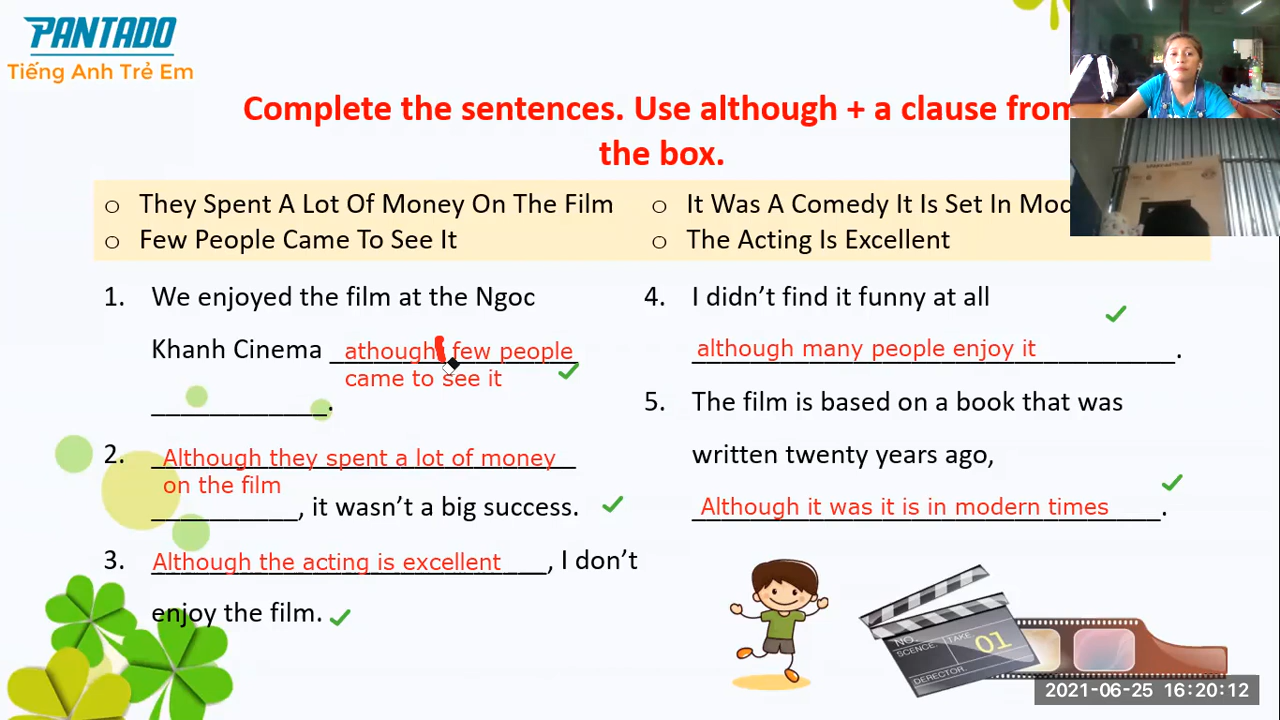 PANTADO
Tiếng Anh Trẻ Em
Complete the sentences. Use although + a clause from
the box.
o They Spent A Lot Of Money On The Film
o Few People Came To See It
o It Was A Comedy It Is Set In Mod
o The Acting Is Excellent
1. We enjoyed the film at the Ngoc
Khanh Cinema athough few people
came to see it
.
2. Although they spent a lot of money
on the film
, it wasn't a big success.
3. Although the acting is excellent, I don't
enjoy the film.
4. I didn't find it funny at all
although many people enjoy it.
5. The film is based on a book that was
written twenty years ago,
Although it was it is in modern times.
NO.
SCENCE:
TAKE
01
DERECTOR.
2021-06-25 16:20:12